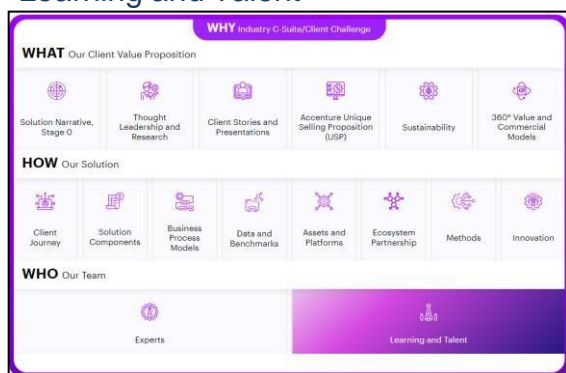 Learning and Talent
WHY Industry C-Suite/Client Challenge
WHAT Our Client Value Proposition
Solution Narrative,
Stage 0
Thought
Leadership and
Research
Client Stories and
Presentations
Accenture Unique
Selling Proposition
(USP)
Sustainability
360° Value and
Commercial
Models
HOW Our Solution
Client
Journey
Solution
Components
Business
Process
Models
Data and
Benchmarks
Assets and
Platforms
Ecosystem
Partnership
Methods
Innovation
WHO Our Team
Experts
Learning and Talent